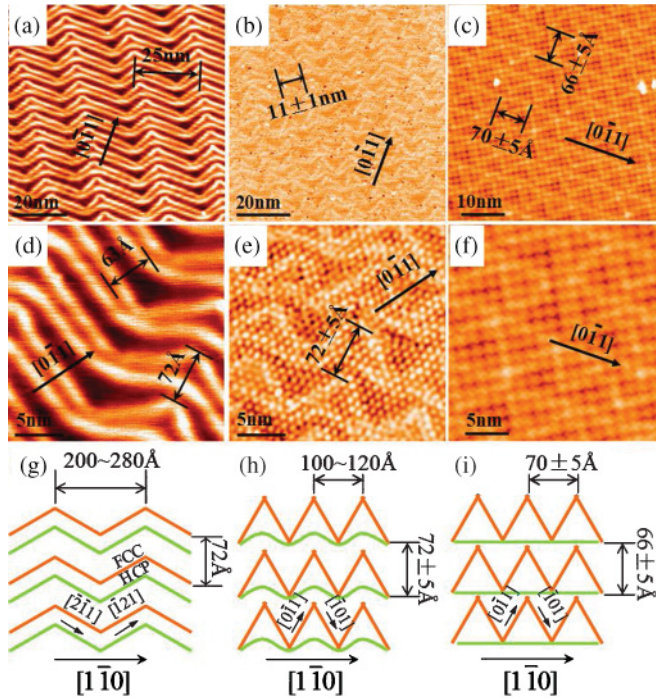 (a)
25nm
[01̄1]
20nm
(b)
11±1nm
[01̄1]
20nm
(c)
66±5Å
70±5Å
[01̄1]
10nm
(d)
63Å
[01̄1]
72Å
5nm
(e)
[01̄1]
72±5Å
5nm
(f)
[01̄1]
5nm
(g)
200~280Å
72Å
FCC
HCP
[2̄11]
[1̄21]
[11̄0]
(h)
100~120Å
72±5Å
[01̄1]
[1̄01]
[11̄0]
(i)
70±5Å
66±5Å
[01̄1]
[1̄01]
[11̄0]